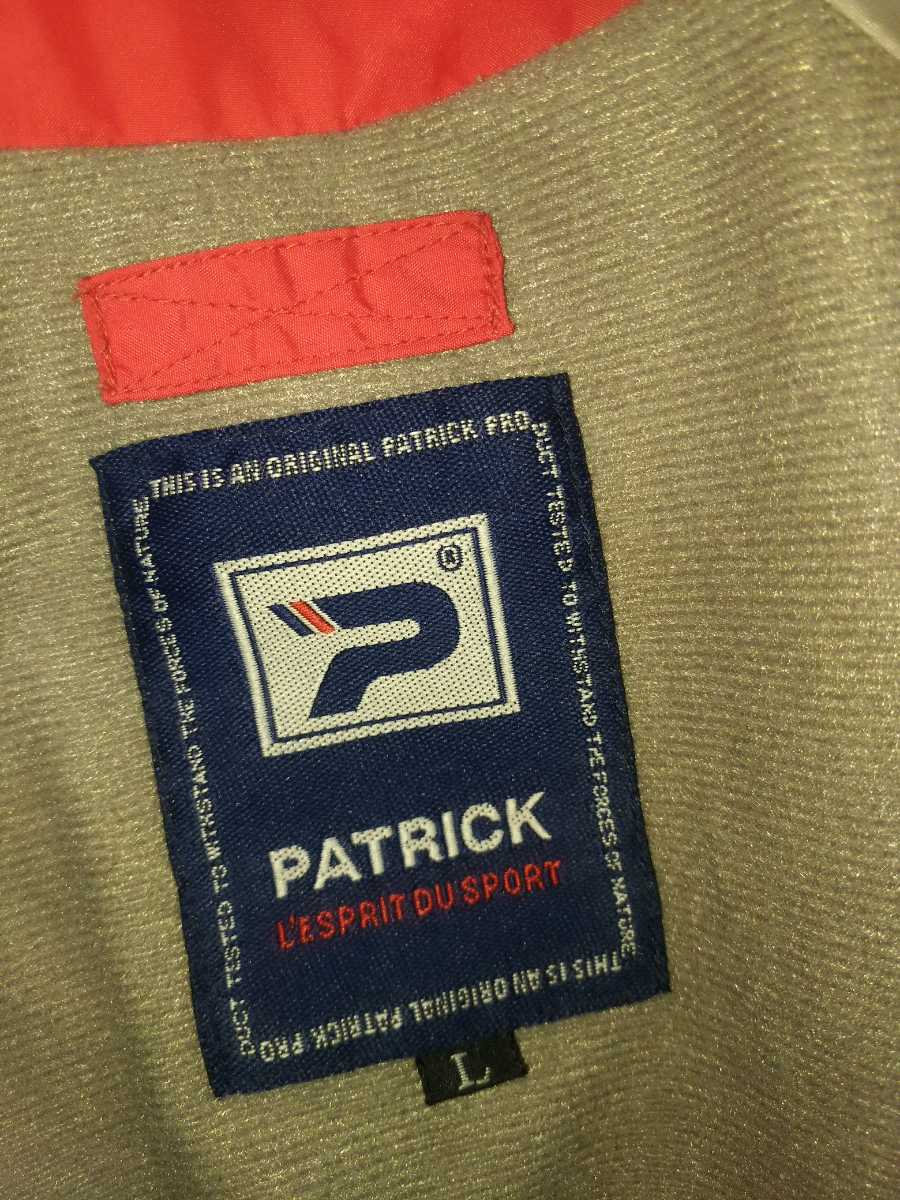 THIS IS AN ORIGINAL PATRICK PRO
DUCT TESTED TO WITHSTAND THE FORCES OF NATURE
®
PATRICK
L'ESPRIT DU SPORT
THIS IS AN ORIGINAL PATRICK PRO
DUCT TESTED TO WITHSTAND THE FORCES OF NATURE
L